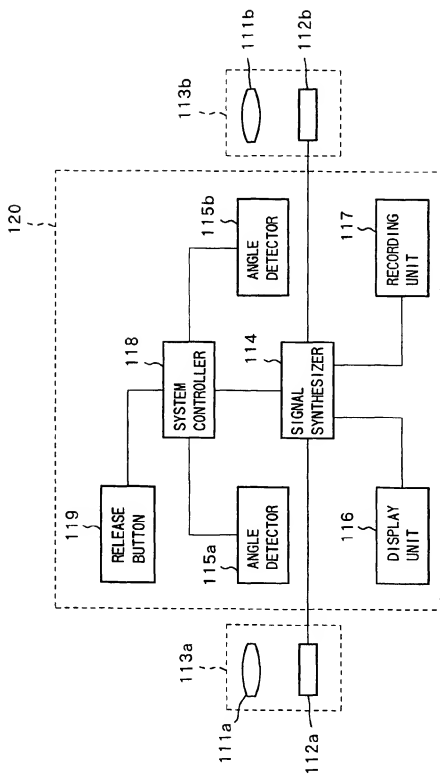 120
119
RELEASE
BUTTON
118
SYSTEM
CONTROLLER
115a
ANGLE
DETECTOR
115b
ANGLE
DETECTOR
114
SIGNAL
SYNTHESIZER
116
DISPLAY
UNIT
117
RECORDING
UNIT
113a
111a
112a
113b
111b
112b